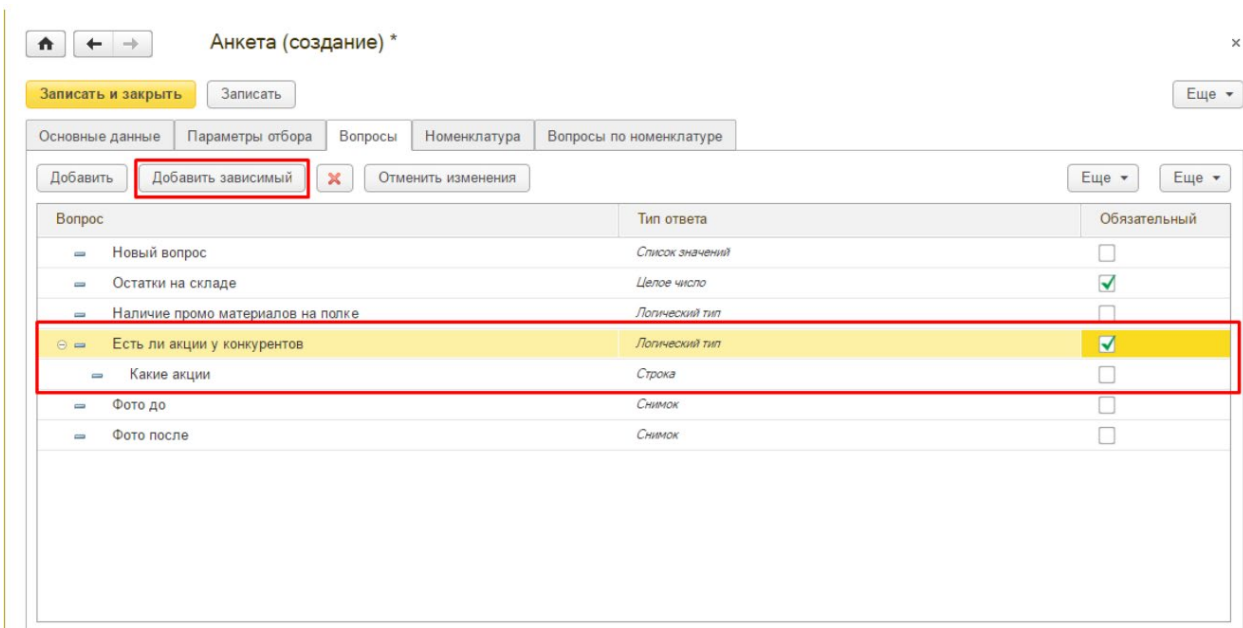 Анкета (создание) *
Записать и закрыть Записать Еще
Основные данные Параметры отбора Вопросы Номенклатура Вопросы по номенклатуре
Добавить Добавить зависимый Отменить изменения Еще Еще
Вопрос Тип ответа Обязательный
Новый вопрос Список значений
Остатки на складе Целое число
Наличие промо материалов на полке Логический тип
Есть ли акции у конкурентов Логический тип
Какие акции Строка
Фото до Снимок
Фото после Снимок